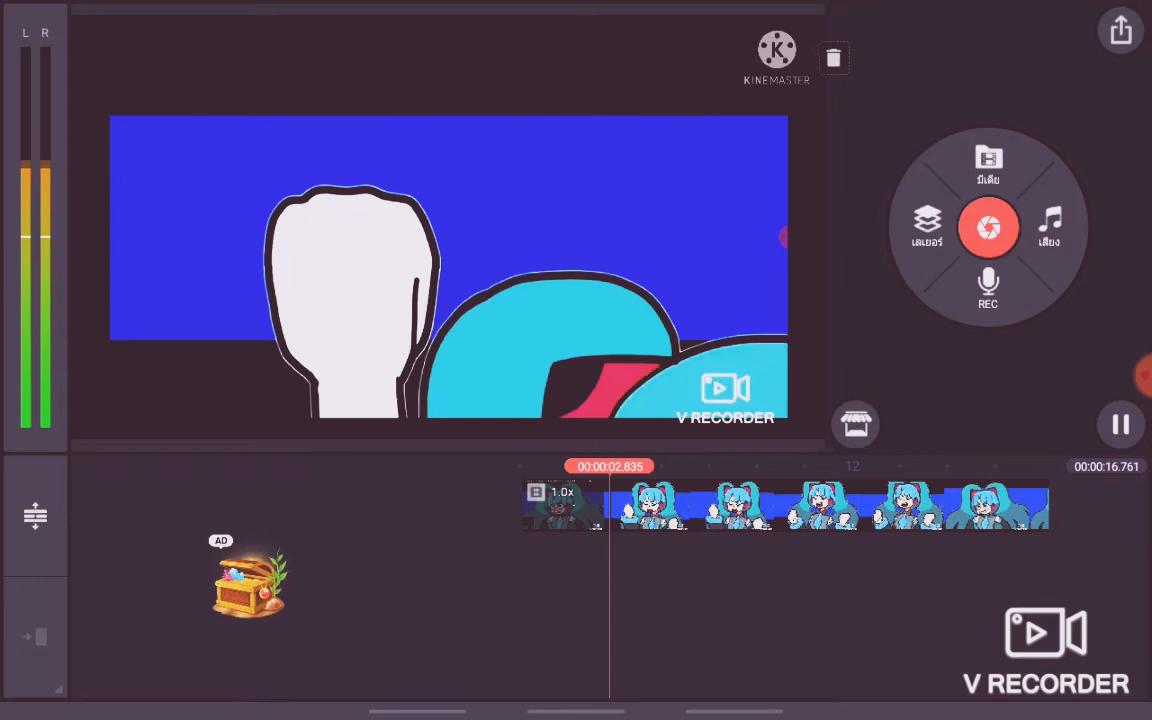 L R
KINEMASTER
มีเดีย
เลเยอร์
เสียง
REC
V RECORDER
00:00:02.835
12
00:00:16.761
1.0x
AD
V RECORDER